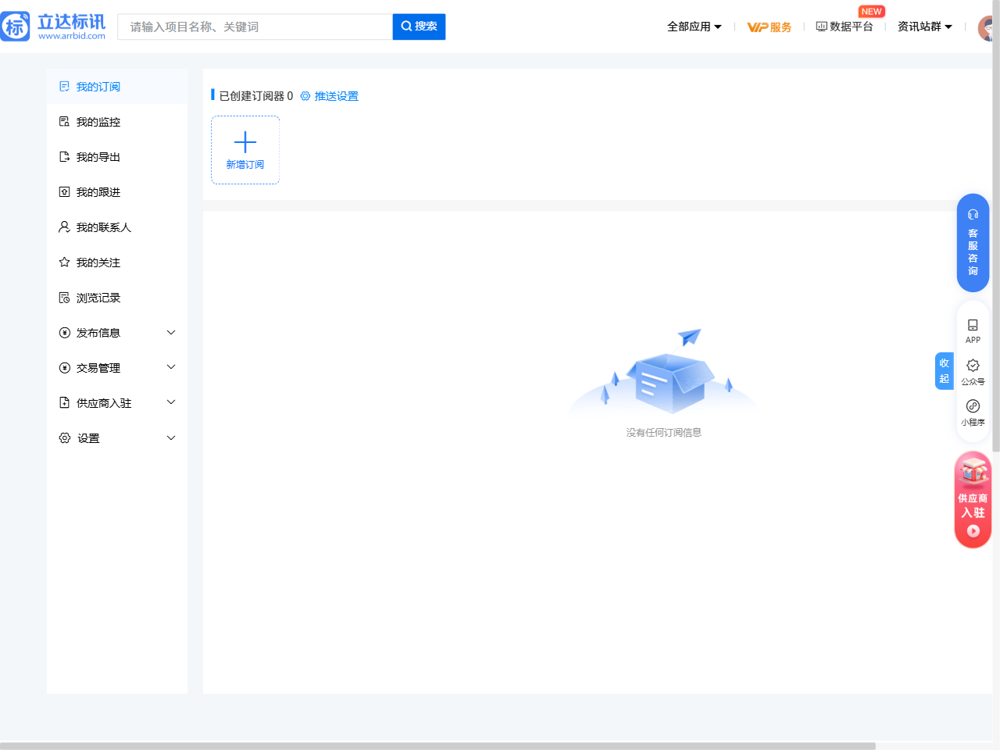 标 立达标讯
www.arrbid.com
请输入项目名称、关键词
搜索
全部应用
VIP服务
数据平台
NEW
资讯站群
我的订阅
我的监控
我的导出
我的跟进
我的联系人
我的关注
浏览记录
发布信息
交易管理
供应商入驻
设置
已创建订阅器 0
推送设置
新增订阅
没有任何订阅信息
客
服
咨
询
APP
公众号
小程序
收
起
供应商
入驻